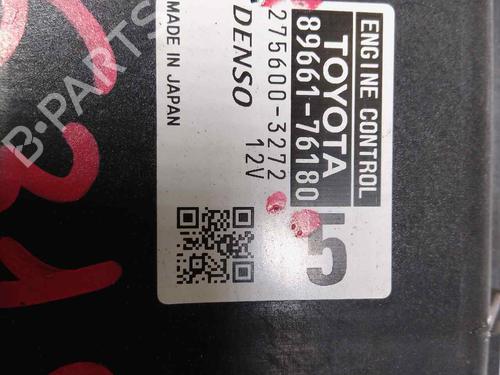 ENGINE CONTROL
TOYOTA
89661-76180
275600-3272
12V
5
DENSO
MADE IN JAPAN
B-PARTS